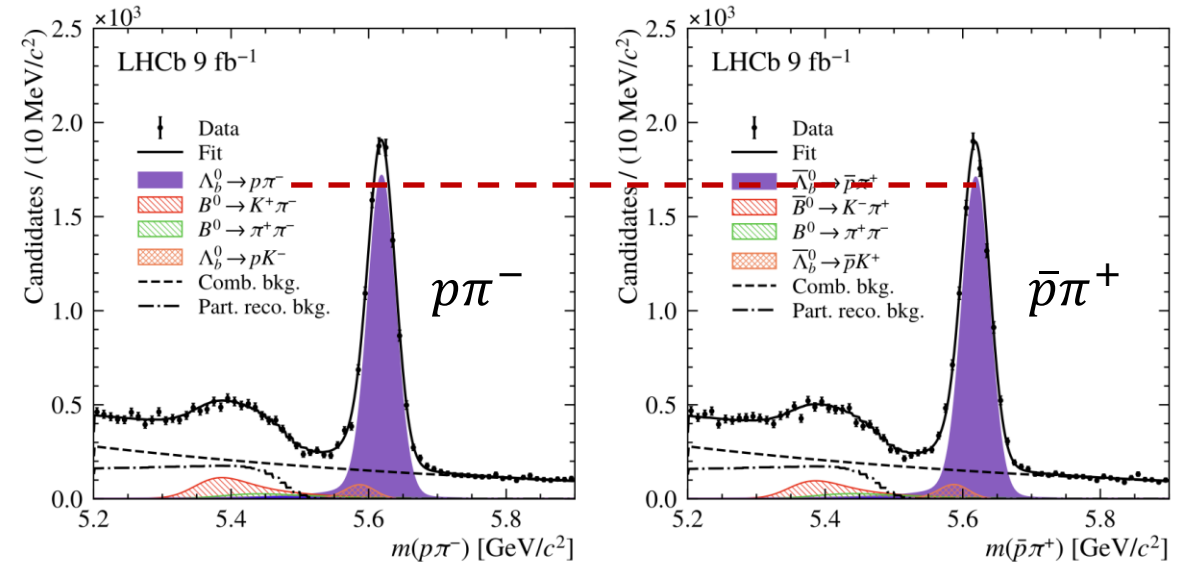 ×10³
2.5
2.0
1.5
1.0
0.5
0.0
Candidates / (10 MeV/c²)
LHCb 9 fb⁻¹
Data
Fit
Λ⁰_b → pπ⁻
B⁰ → K⁺π⁻
B⁰ → π⁺π⁻
Λ⁰_b → pK⁻
Comb. bkg.
Part. reco. bkg.
pπ⁻
5.2 5.4 5.6 5.8
m(pπ⁻) [GeV/c²]
×10³
2.5
2.0
1.5
1.0
0.5
0.0
Candidates / (10 MeV/c²)
LHCb 9 fb⁻¹
Data
Fit
Λ̅⁰_b → p̅π⁺
B̅⁰ → K⁻π⁺
B⁰ → π⁺π⁻
Λ̅⁰_b → p̅K⁺
Comb. bkg.
Part. reco. bkg.
p̅π⁺
5.2 5.4 5.6 5.8
m(p̅π⁺) [GeV/c²]